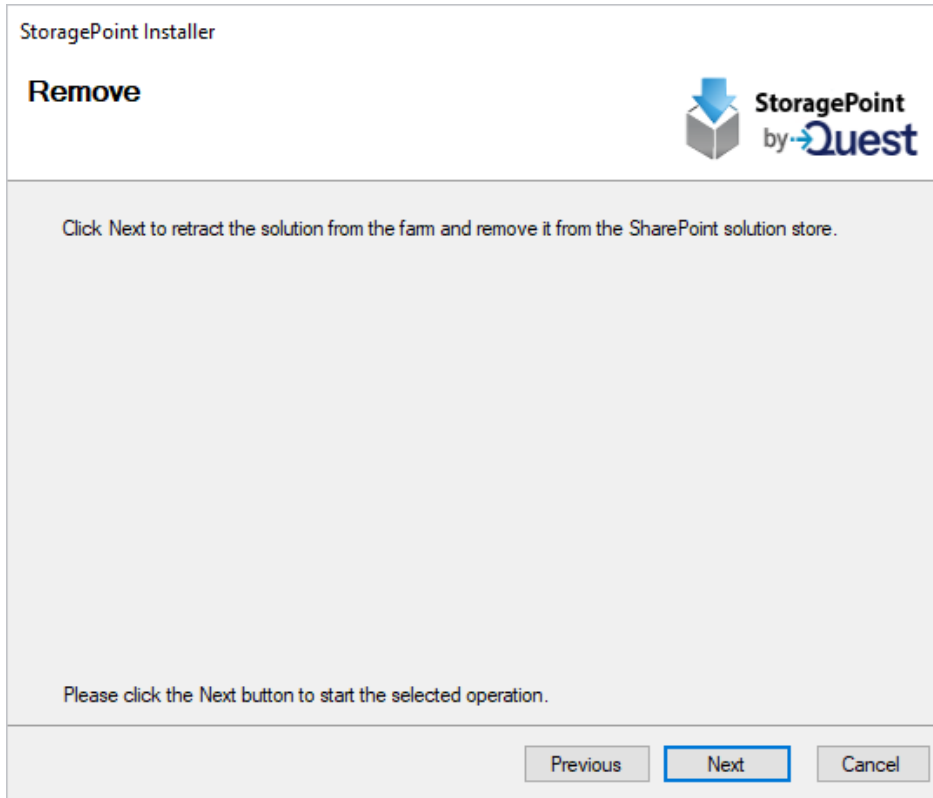 StoragePoint Installer
Remove
StoragePoint
by Quest
Click Next to retract the solution from the farm and remove it from the SharePoint solution store.
Please click the Next button to start the selected operation.
Previous
Next
Cancel